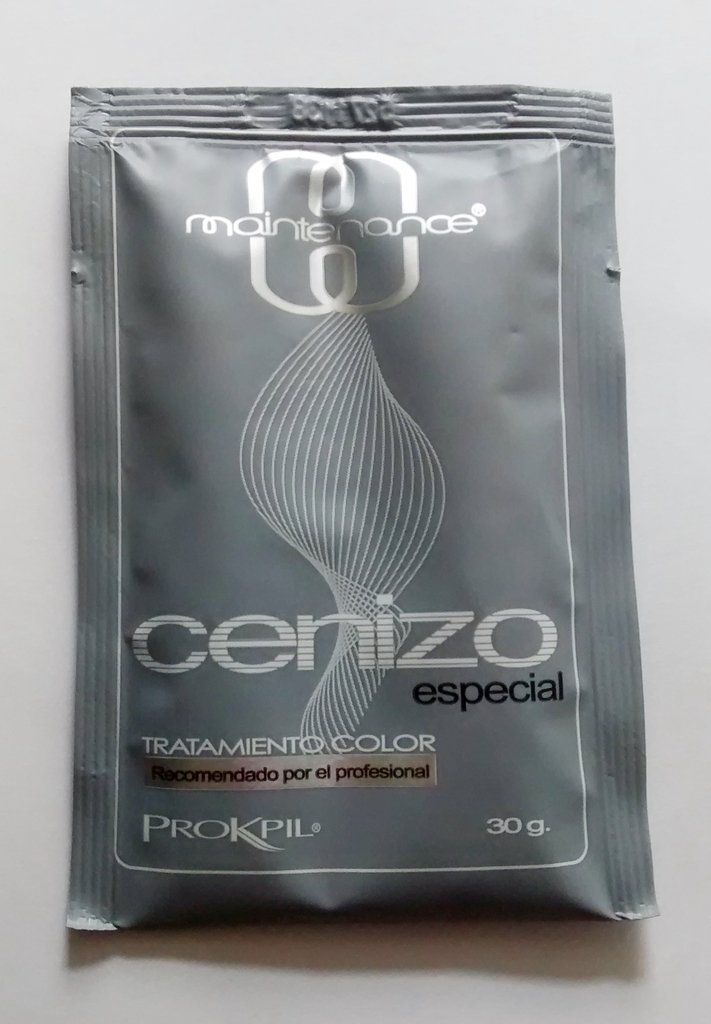 maintenance®
cenizo
especial
TRATAMIENTO COLOR
Recomendado por el profesional
PROKPIL®
30 g.